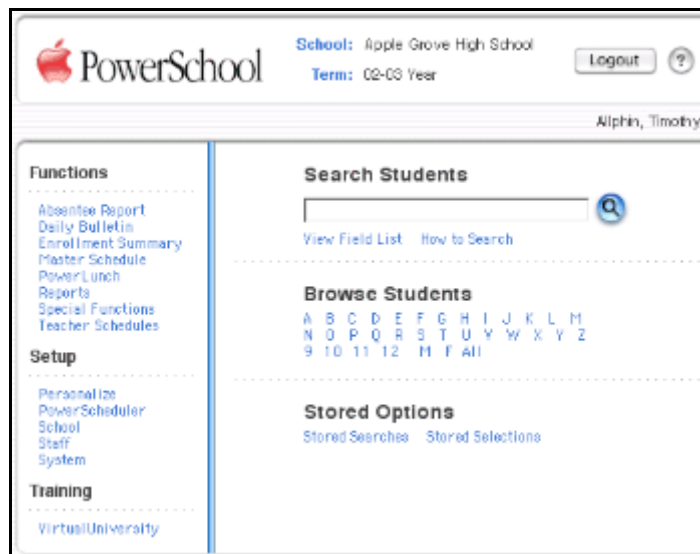 PowerSchool
School: Apple Grove High School
Term: 02-03 Year
Logout
?
Allphin, Timothy
Functions
Absentee Report
Daily Bulletin
Enrollment Summary
Master Schedule
PowerLunch
Reports
Special Functions
Teacher Schedules
Setup
Personalize
PowerScheduler
School
Staff
System
Training
VirtualUniversity
Search Students
View Field List How to Search
Browse Students
A B C D E F G H I J K L M
N O P Q R S T U V W X Y Z
9 10 11 12 M F All
Stored Options
Stored Searches Stored Selections